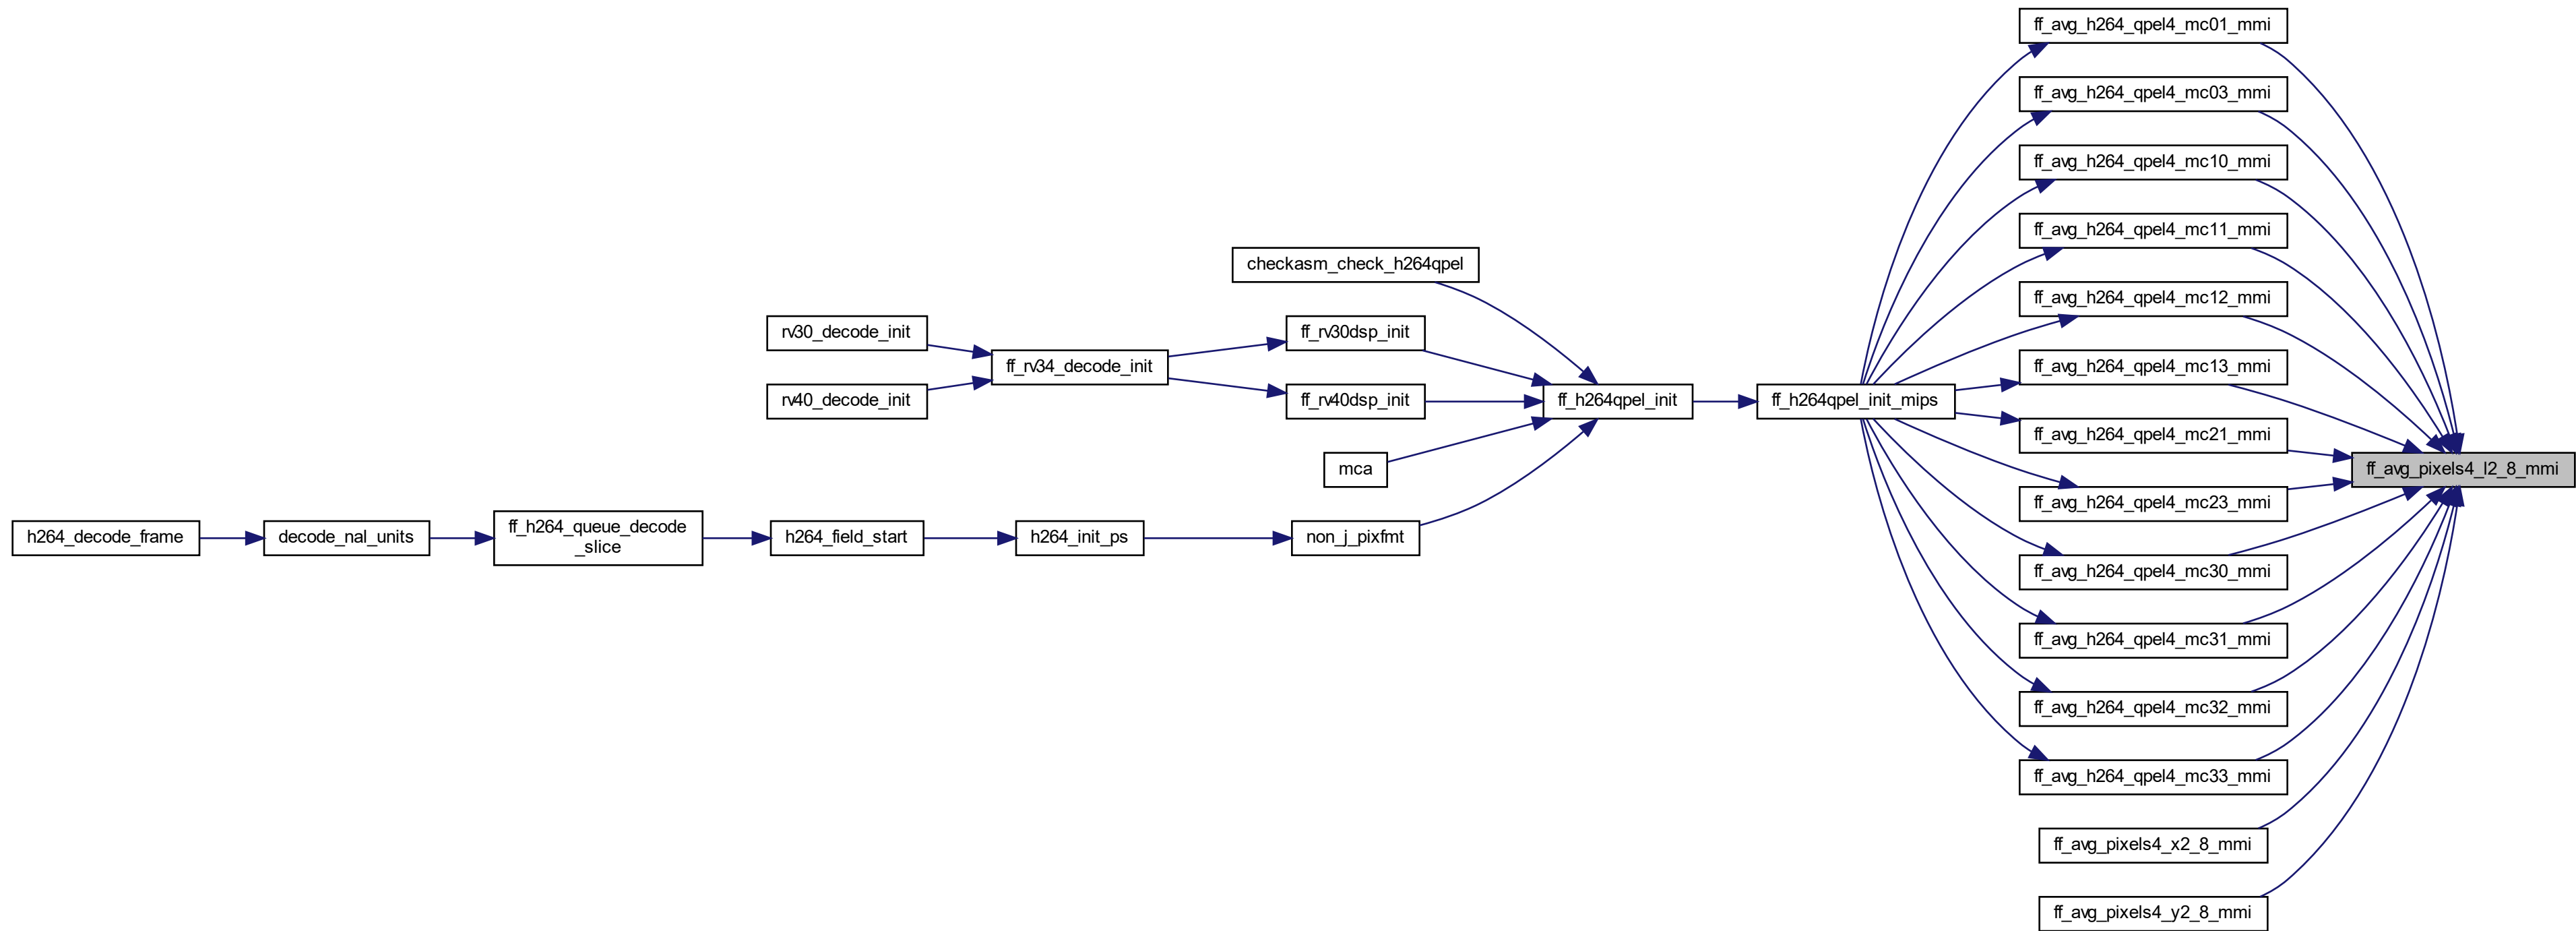 ff_avg_h264_qpel4_mc01_mmi
ff_avg_h264_qpel4_mc03_mmi
ff_avg_h264_qpel4_mc10_mmi
ff_avg_h264_qpel4_mc11_mmi
checkasm_check_h264qpel
ff_avg_h264_qpel4_mc12_mmi
rv30_decode_init
ff_rv30dsp_init
ff_rv34_decode_init
ff_avg_h264_qpel4_mc13_mmi
rv40_decode_init
ff_rv40dsp_init
ff_h264qpel_init
ff_h264qpel_init_mips
ff_avg_h264_qpel4_mc21_mmi
mca
ff_avg_pixels4_l2_8_mmi
ff_avg_h264_qpel4_mc23_mmi
h264_decode_frame
decode_nal_units
ff_h264_queue_decode
_slice
h264_field_start
h264_init_ps
non_j_pixfmt
ff_avg_h264_qpel4_mc30_mmi
ff_avg_h264_qpel4_mc31_mmi
ff_avg_h264_qpel4_mc32_mmi
ff_avg_h264_qpel4_mc33_mmi
ff_avg_pixels4_x2_8_mmi
ff_avg_pixels4_y2_8_mmi